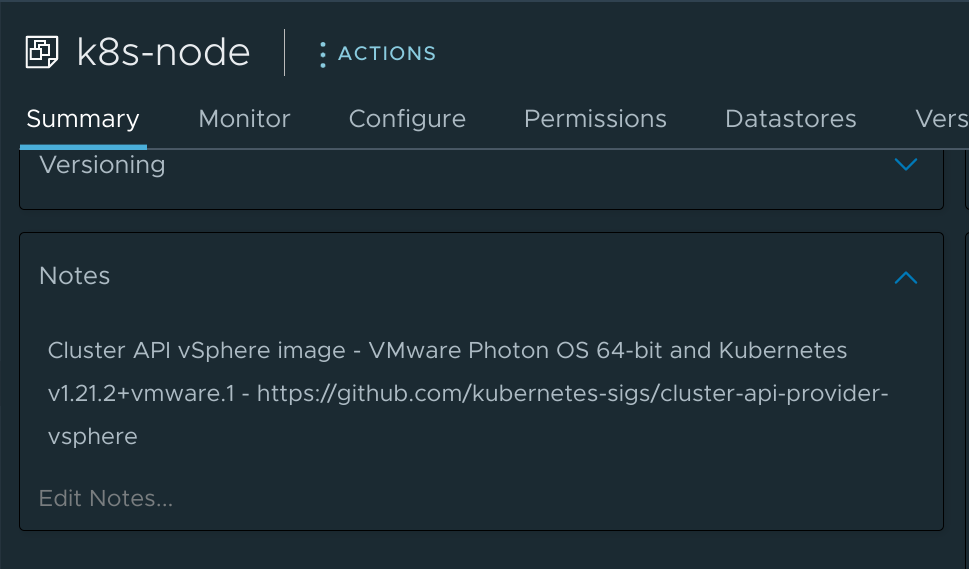 k8s-node
ACTIONS
Summary Monitor Configure Permissions Datastores Vers
Versioning
Notes
Cluster API vSphere image - VMware Photon OS 64-bit and Kubernetes
v1.21.2+vmware.1 - https://github.com/kubernetes-sigs/cluster-api-provider-
vsphere
Edit Notes...